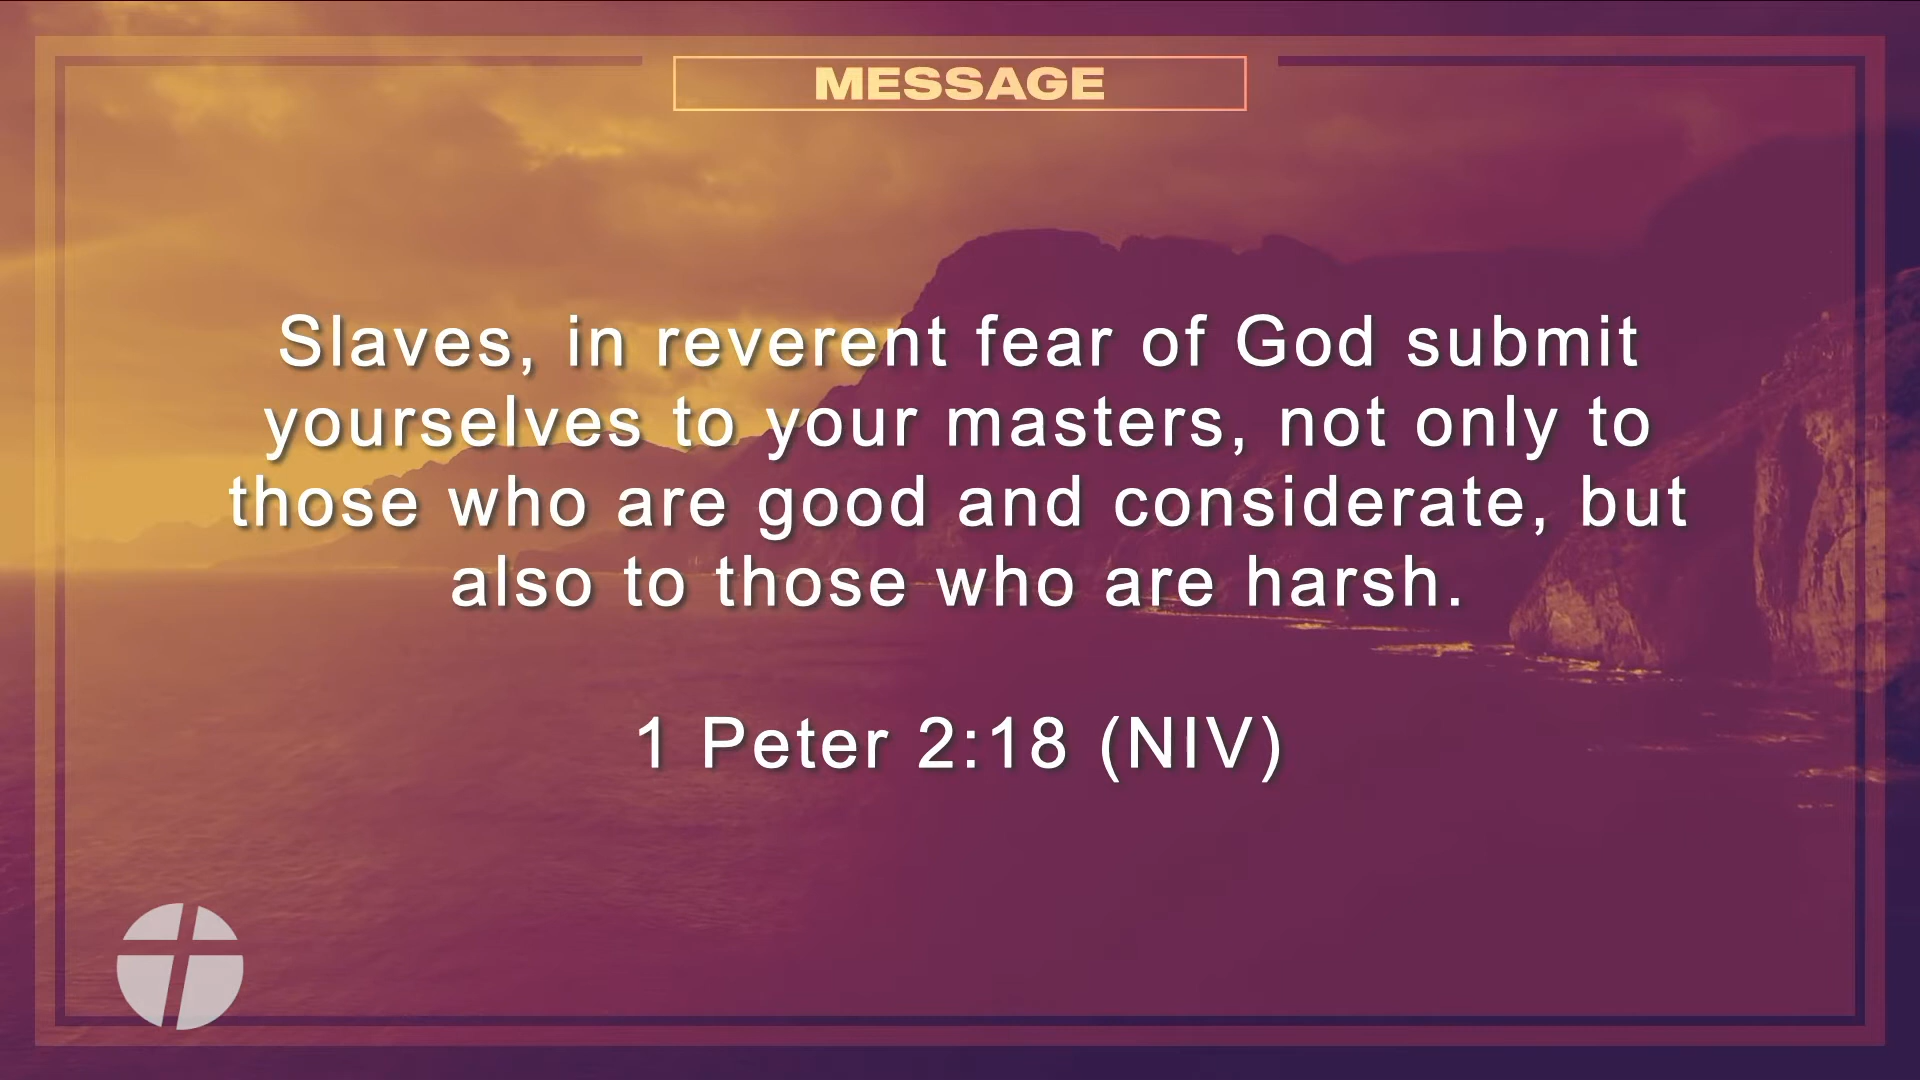 MESSAGE
Slaves, in reverent fear of God submit
yourselves to your masters, not only to
those who are good and considerate, but
also to those who are harsh.
1 Peter 2:18 (NIV)